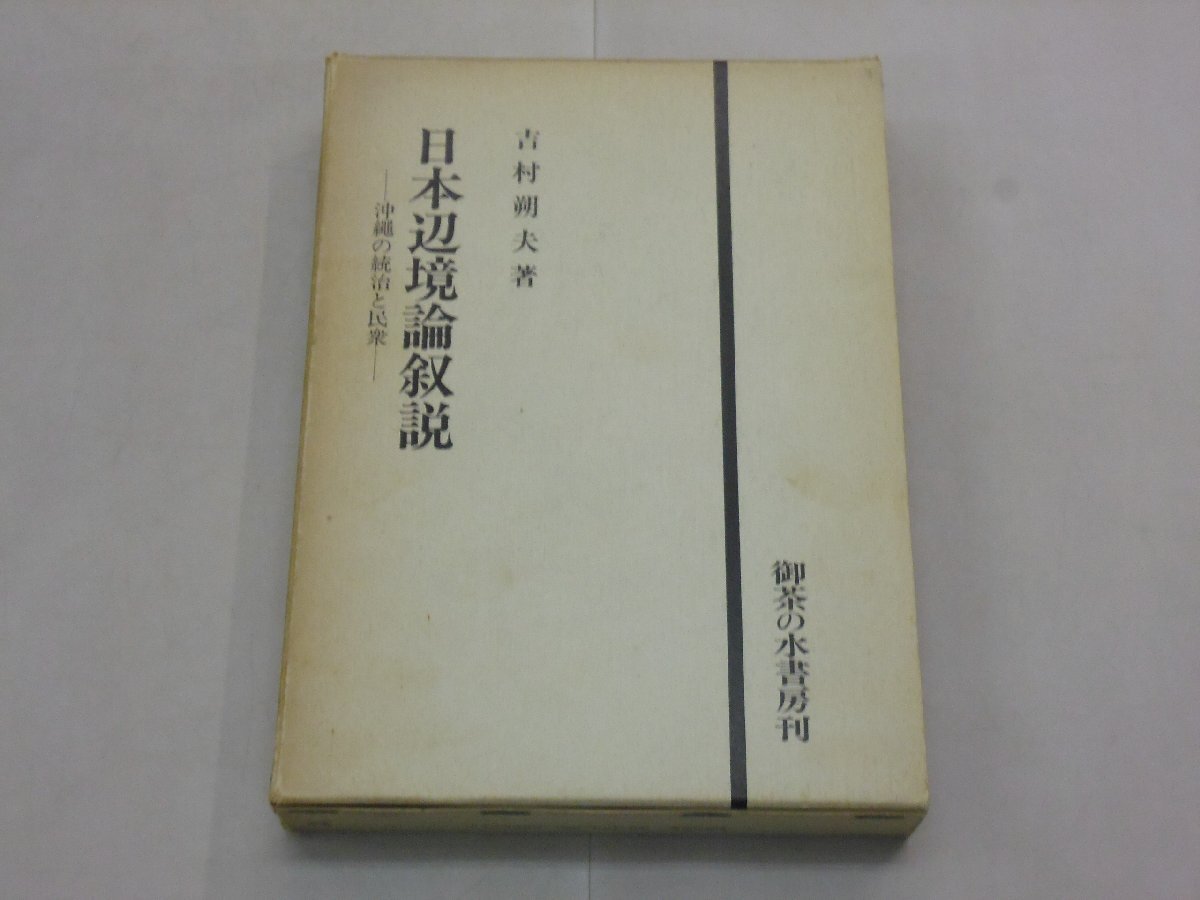 吉村朔夫著
日本辺境論叙説
―沖縄の統治と民衆―
御茶の水書房刊